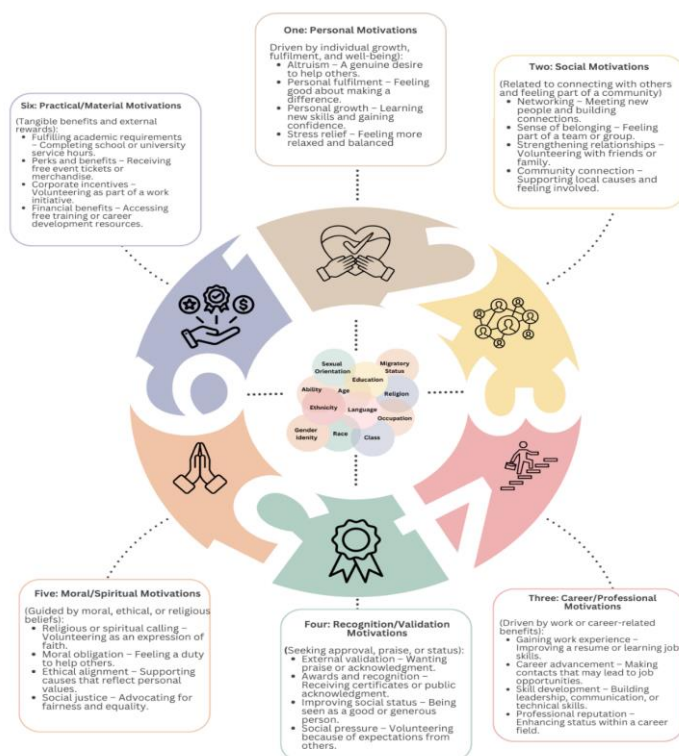 One: Personal Motivations
Driven by individual growth,
fulfilment, and well-being):
• Altruism – A genuine desire
to help others.
• Personal fulfilment – Feeling
good about making a
difference.
• Personal growth – Learning
new skills and gaining
confidence.
• Stress relief – Feeling more
relaxed and balanced
Two: Social Motivations
(Related to connecting with others
and feeling part of a community)
• Networking – Meeting new
people and building
connections.
• Sense of belonging – Feeling
part of a team or group.
• Strengthening relationships –
Volunteering with friends or
family.
• Community connection –
Supporting local causes and
feeling involved.
Three: Career/Professional
Motivations
(Driven by work or career-related
benefits):
• Gaining work experience –
Improving a resume or learning job
skills.
• Career advancement – Making
contacts that may lead to job
opportunities.
• Skill development – Building
leadership, communication, or
technical skills.
• Professional reputation –
Enhancing status within a career
field.
Four: Recognition/Validation
Motivations
(Seeking approval, praise, or status):
• External validation – Wanting
praise or acknowledgment.
• Awards and recognition –
Receiving certificates or public
acknowledgment.
• Improving social status – Being
seen as a good or generous
person.
• Social pressure – Volunteering
because of expectations from
others.
Five: Moral/Spiritual Motivations
(Guided by moral, ethical, or religious
beliefs):
• Religious or spiritual calling –
Volunteering as an expression of
faith.
• Moral obligation – Feeling a duty
to help others.
• Ethical alignment – Supporting
causes that reflect personal
values.
• Social justice – Advocating for
fairness and equality.
Six: Practical/Material Motivations
(Tangible benefits and external
rewards):
• Fulfilling academic requirements
– Completing school or university
service hours.
• Perks and benefits – Receiving
free event tickets or
merchandise.
• Corporate incentives –
Volunteering as part of a work
initiative.
• Financial benefits – Accessing
free training or career
development resources.
1
2
3
4
5
6
$
Sexual
Orientation
Migratory
Status
Education
Ability
Age
Religion
Ethnicity
Language
Occupation
Gender
Idenity
Race
Class